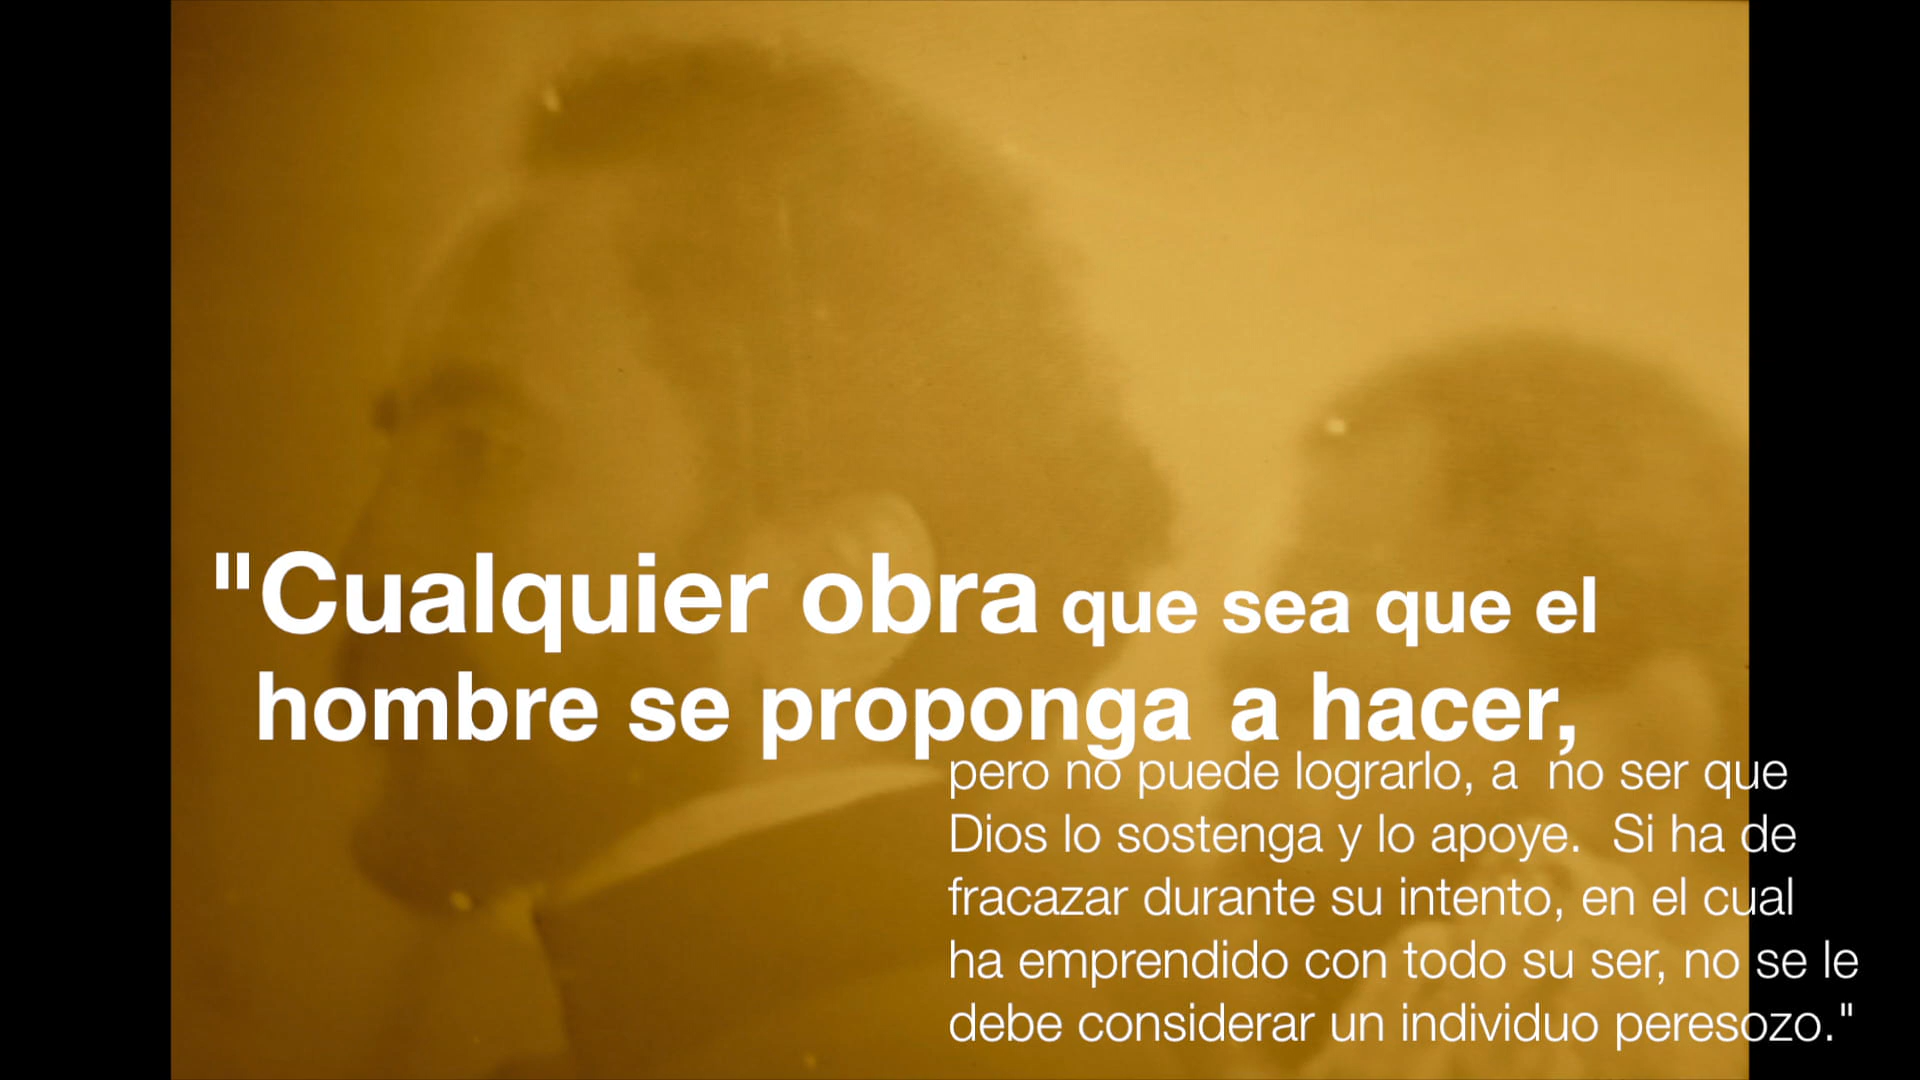 "Cualquier obra que sea que el
hombre se proponga a hacer,
pero no puede lograrlo, a no ser que
Dios lo sostenga y lo apoye. Si ha de
fracazar durante su intento, en el cual
ha emprendido con todo su ser, no se le
debe considerar un individuo peresozo."